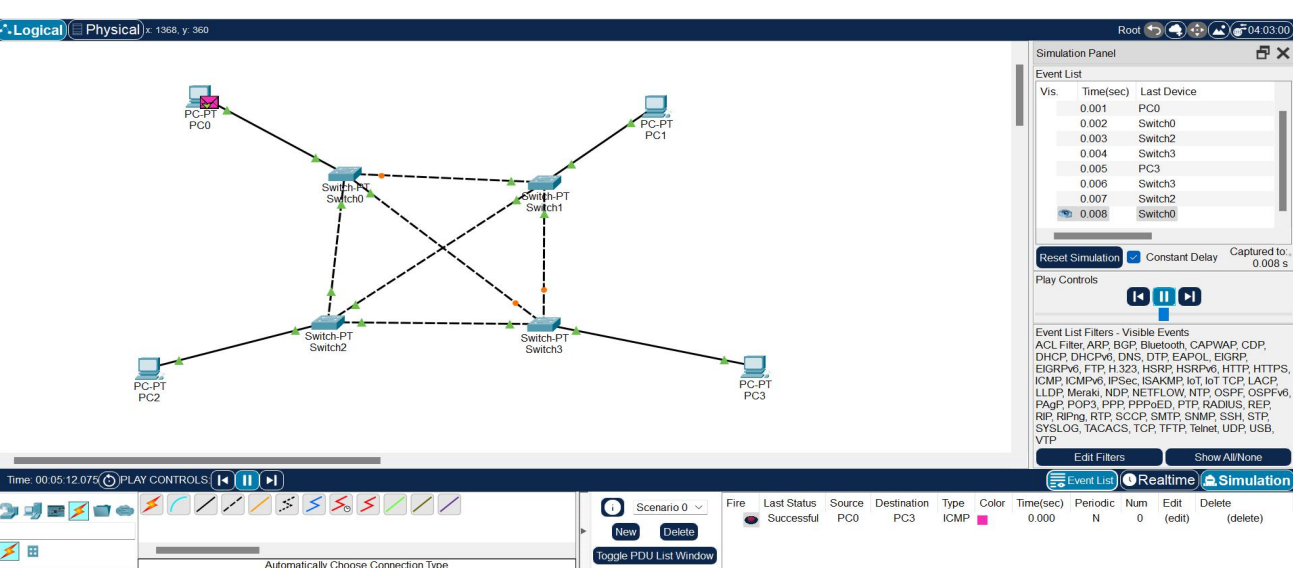 Logical Physical x: 1368, y: 360
Root 04:03:00
PC-PT
PC0
PC-PT
PC1
Switch-PT
Switch0
Switch-PT
Switch1
Switch-PT
Switch2
Switch-PT
Switch3
PC-PT
PC2
PC-PT
PC3
Simulation Panel
Event List
Vis. Time(sec) Last Device
0.001 PC0
0.002 Switch0
0.003 Switch2
0.004 Switch3
0.005 PC3
0.006 Switch3
0.007 Switch2
0.008 Switch0
Reset Simulation Constant Delay Captured to:
0.008 s
Play Controls
Event List Filters - Visible Events
ACL Filter, ARP, BGP, Bluetooth, CAPWAP, CDP,
DHCP, DHCPv6, DNS, DTP, EAPOL, EIGRP,
EIGRPv6, FTP, H.323, HSRP, HSRPv6, HTTP, HTTPS,
ICMP, ICMPv6, IPSec, ISAKMP, IoT, IoT TCP, LACP,
LLDP, Meraki, NDP, NETFLOW, NTP, OSPF, OSPFv6,
PAgP, POP3, PPP, PPPoED, PTP, RADIUS, REP,
RIP, RIPng, RTP, SCCP, SMTP, SNMP, SSH, STP,
SYSLOG, TACACS, TCP, TFTP, Telnet, UDP, USB,
VTP
Edit Filters Show All/None
Time: 00:05:12.075 PLAY CONTROLS:
Event List Realtime Simulation
Automatically Choose Connection Type
Scenario 0
New Delete
Toggle PDU List Window
Fire Last Status Source Destination Type Color Time(sec) Periodic Num Edit Delete
Successful PC0 PC3 ICMP 0.000 N 0 (edit) (delete)